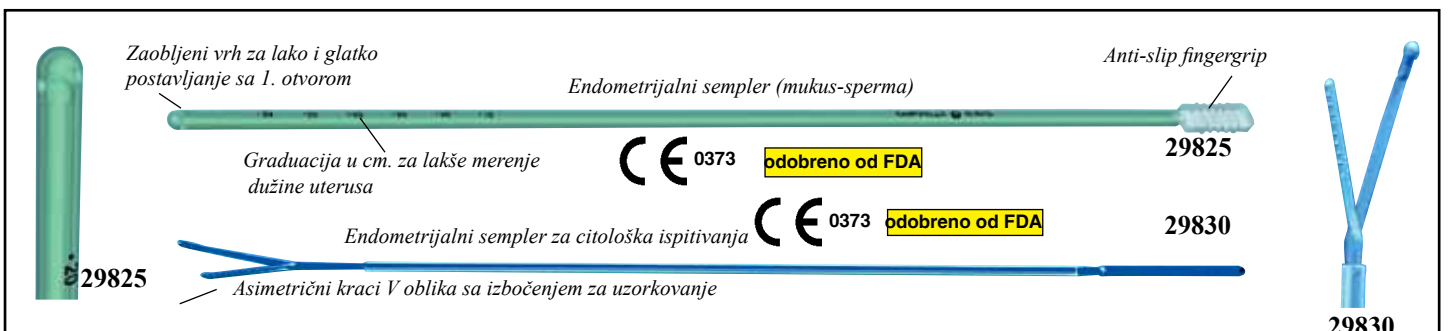 Zaobljeni vrh za lako i glatko
postavljanje sa 1. otvorom
Endometrijalni sempler (mukus-sperma)
Anti-slip fingergrip
Graduacija u cm. za lakše merenje
dužine uterusa
CE 0373
odobreno od FDA
29825
CE 0373
odobreno od FDA
29830
Endometrijalni sempler za citološka ispitivanja
29825
Asimetrični kraci V oblika sa izbočenjem za uzorkovanje
29830